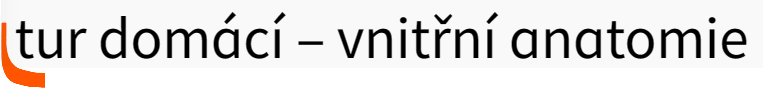 tur domácí – vnitřní anatomie